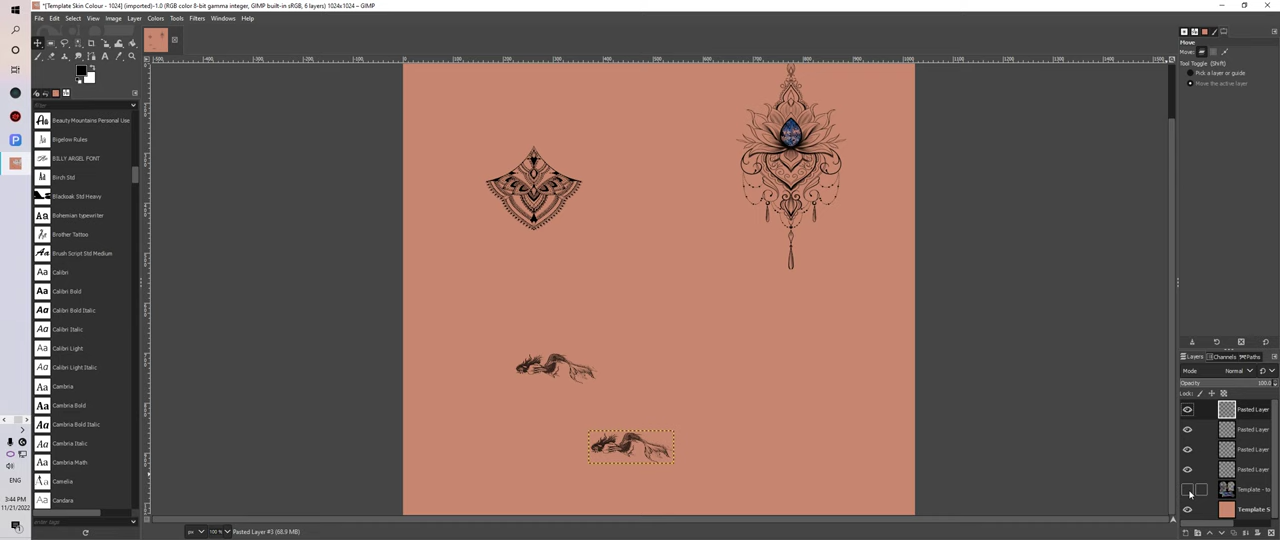 *[Template Skin Colour - 1024] (imported)-1.0 (RGB color 8-bit gamma integer, GIMP built-in sRGB, 6 layers) 1024x1024 – GIMP
File Edit Select View Image Layer Colors Tools Filters Windows Help
filter
Beauty Mountains Personal Use
Bigelow Rules
BILLY ARGEL FONT
Birch Std
Blackoak Std Heavy
Bohemian typewriter
Brother Tattoo
Brush Script Std Medium
Calibri
Calibri Bold
Calibri Bold Italic
Calibri Italic
Calibri Light
Calibri Light Italic
Cambria
Cambria Bold
Cambria Bold Italic
Cambria Italic
Cambria Math
Camelia
Candara
enter tags
ENG
3:44 PM
11/21/2022
px 100 % Pasted Layer #3 (68.9 MB)
Move
Move:
Tool Toggle (Shift)
Pick a layer or guide
Move the active layer
Layers Channels Paths
Mode Normal
Opacity 100.0
Lock:
Pasted Layer
Pasted Layer
Pasted Layer
Pasted Layer
Template - to
Template S